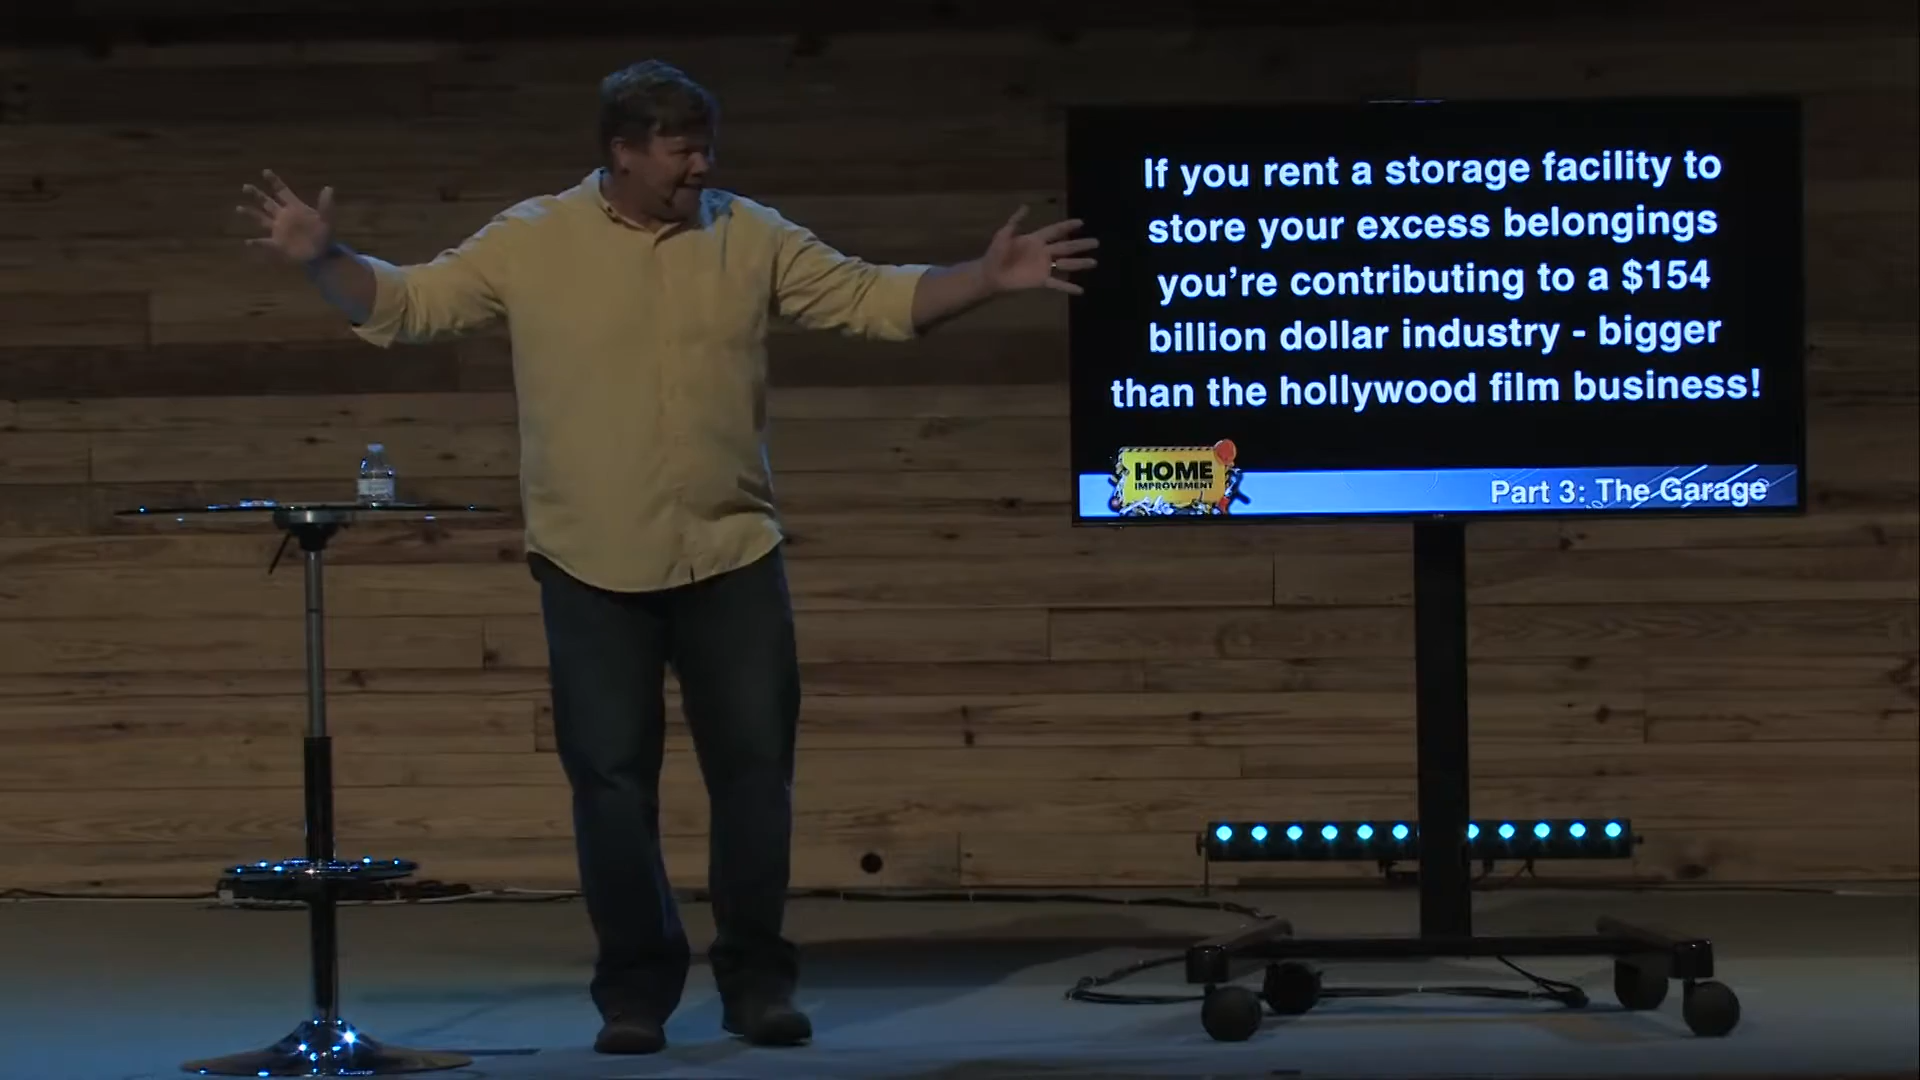 If you rent a storage facility to
store your excess belongings
you're contributing to a $154
billion dollar industry - bigger
than the hollywood film business!
HOME
IMPROVEMENT
Part 3: The Garage